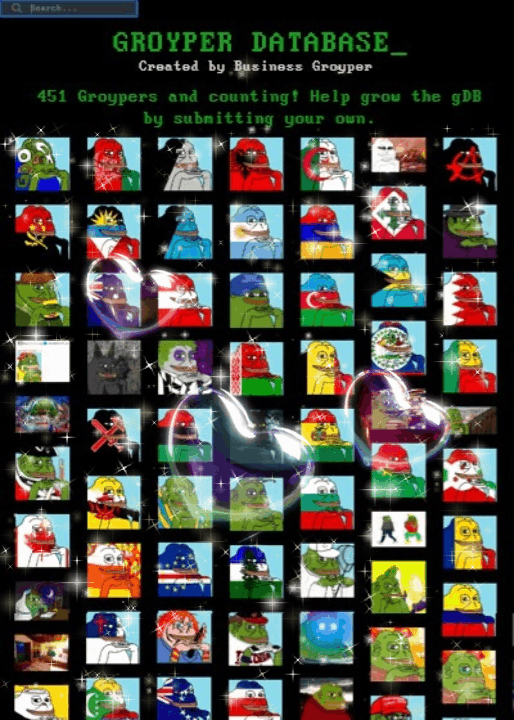 Search...
GROYPER DATABASE_
Created by Business Groyper
451 Groypers and counting! Help grow the gDB
by submitting your own.